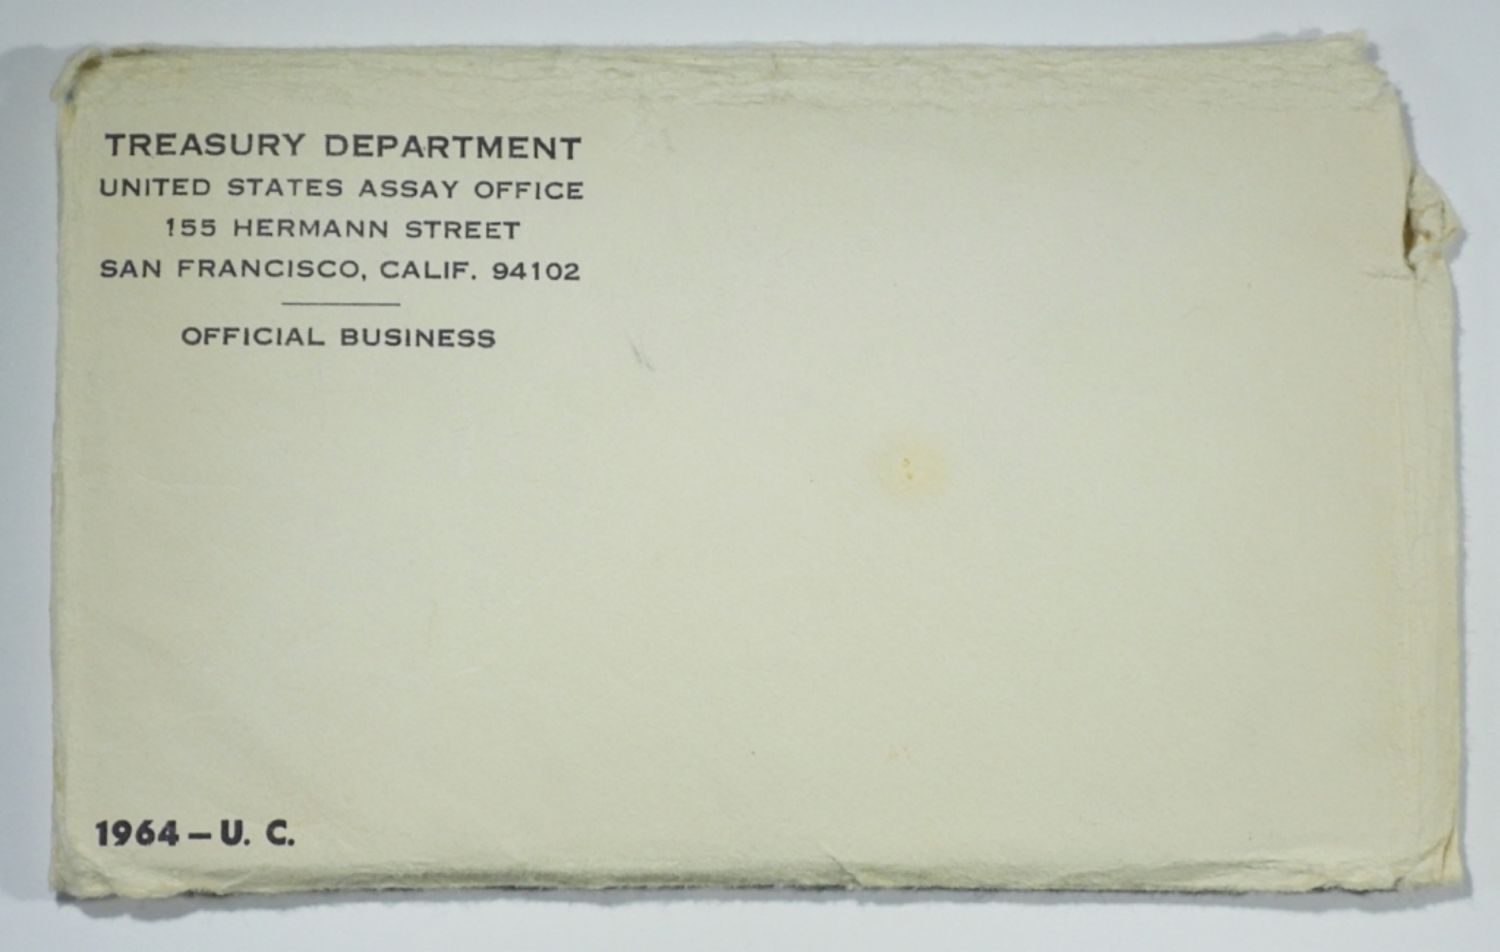 TREASURY DEPARTMENT
UNITED STATES ASSAY OFFICE
155 HERMANN STREET
SAN FRANCISCO, CALIF. 94102
OFFICIAL BUSINESS
1964 – U. C.